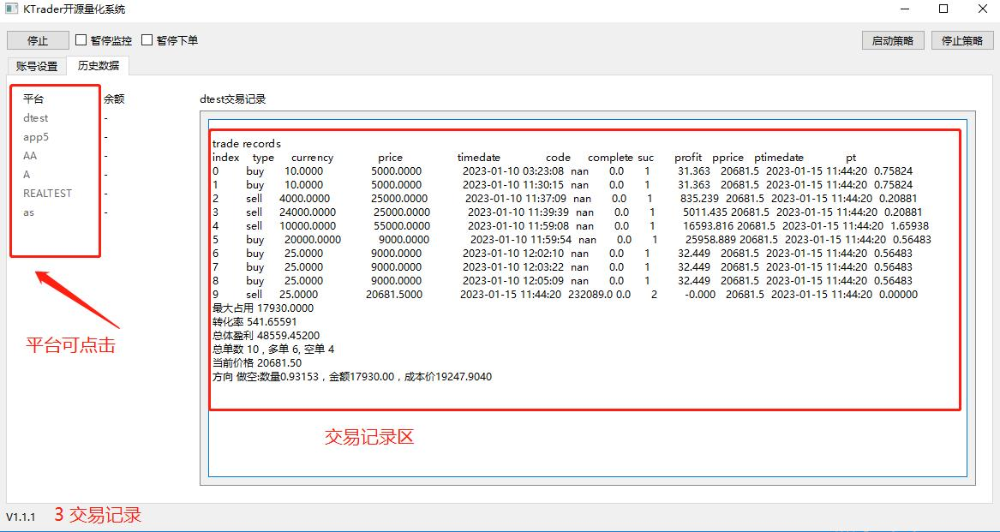 KTrader开源量化系统
停止 暂停监控 暂停下单 启动策略 停止策略
账号设置 历史数据
平台 余额 dtest交易记录
dtest -
app5 -
AA -
A -
REALTEST -
as -
trade records
index type currency price timedate code complete suc profit pprice ptimedate pt
0 buy 10.0000 5000.0000 2023-01-10 03:23:08 nan 0.0 1 31.363 20681.5 2023-01-15 11:44:20 0.75824
1 buy 10.0000 5000.0000 2023-01-10 11:30:15 nan 0.0 1 31.363 20681.5 2023-01-15 11:44:20 0.75824
2 sell 4000.0000 25000.0000 2023-01-10 11:37:09 nan 0.0 1 835.239 20681.5 2023-01-15 11:44:20 0.20881
3 sell 24000.0000 25000.0000 2023-01-10 11:39:39 nan 0.0 1 5011.435 20681.5 2023-01-15 11:44:20 0.20881
4 sell 10000.0000 55000.0000 2023-01-10 11:59:08 nan 0.0 1 16593.816 20681.5 2023-01-15 11:44:20 1.65938
5 buy 20000.0000 9000.0000 2023-01-10 11:59:54 nan 0.0 1 25958.889 20681.5 2023-01-15 11:44:20 0.56483
6 buy 25.0000 9000.0000 2023-01-10 12:02:10 nan 0.0 1 32.449 20681.5 2023-01-15 11:44:20 0.56483
7 buy 25.0000 9000.0000 2023-01-10 12:03:22 nan 0.0 1 32.449 20681.5 2023-01-15 11:44:20 0.56483
8 buy 25.0000 9000.0000 2023-01-10 12:05:09 nan 0.0 1 32.449 20681.5 2023-01-15 11:44:20 0.56483
9 sell 25.0000 20681.5000 2023-01-15 11:44:20 232089.0 0.0 2 -0.000 20681.5 2023-01-15 11:44:20 0.00000
最大占用 17930.0000
转化率 541.65591
总体盈利 48559.45200
总单数 10，多单 6, 空单 4
当前价格 20681.50
方向 做空:数量0.93153，金额17930.00，成本价19247.9040
平台可点击
交易记录区
V1.1.1 3 交易记录